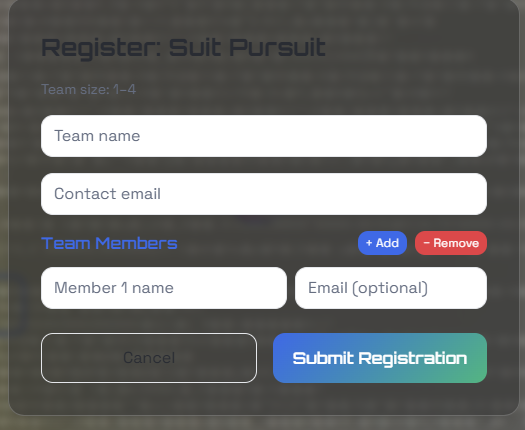 Register: Suit Pursuit
Team size: 1–4
Team name
Contact email
Team Members + Add − Remove
Member 1 name Email (optional)
Cancel Submit Registration